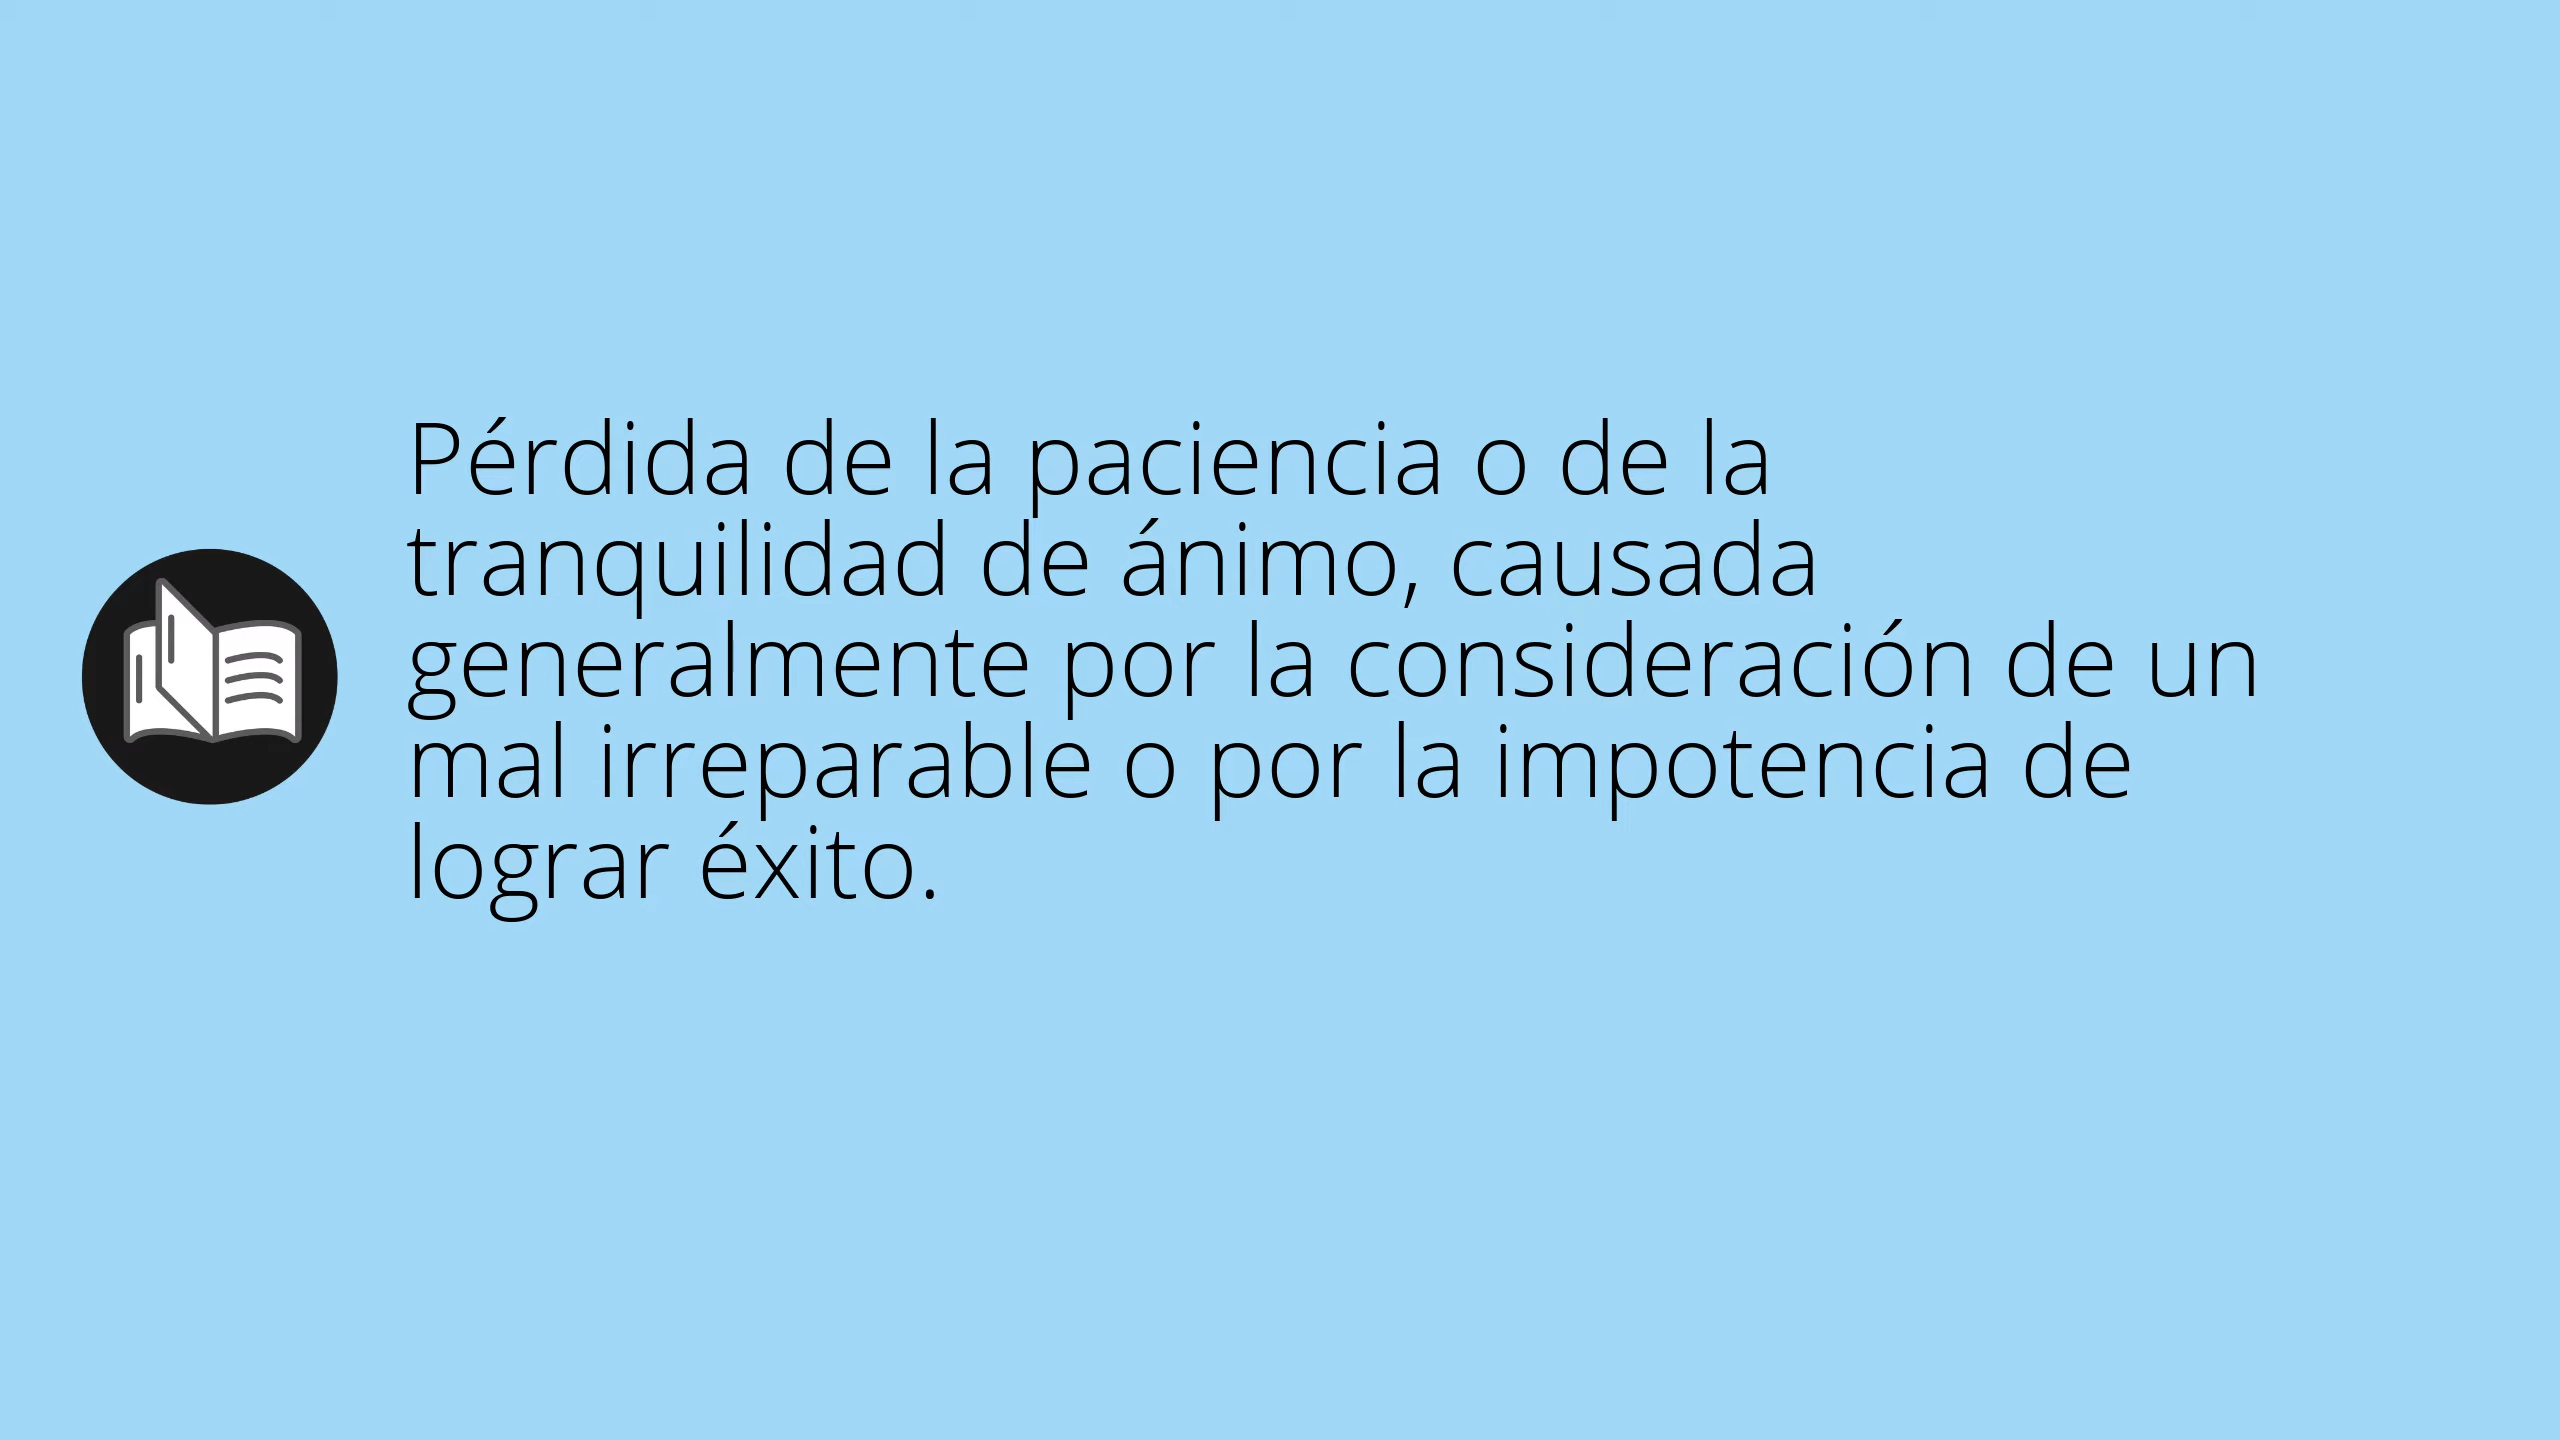 Pérdida de la paciencia o de la
tranquilidad de ánimo, causada
generalmente por la consideración de un
mal irreparable o por la impotencia de
lograr éxito.